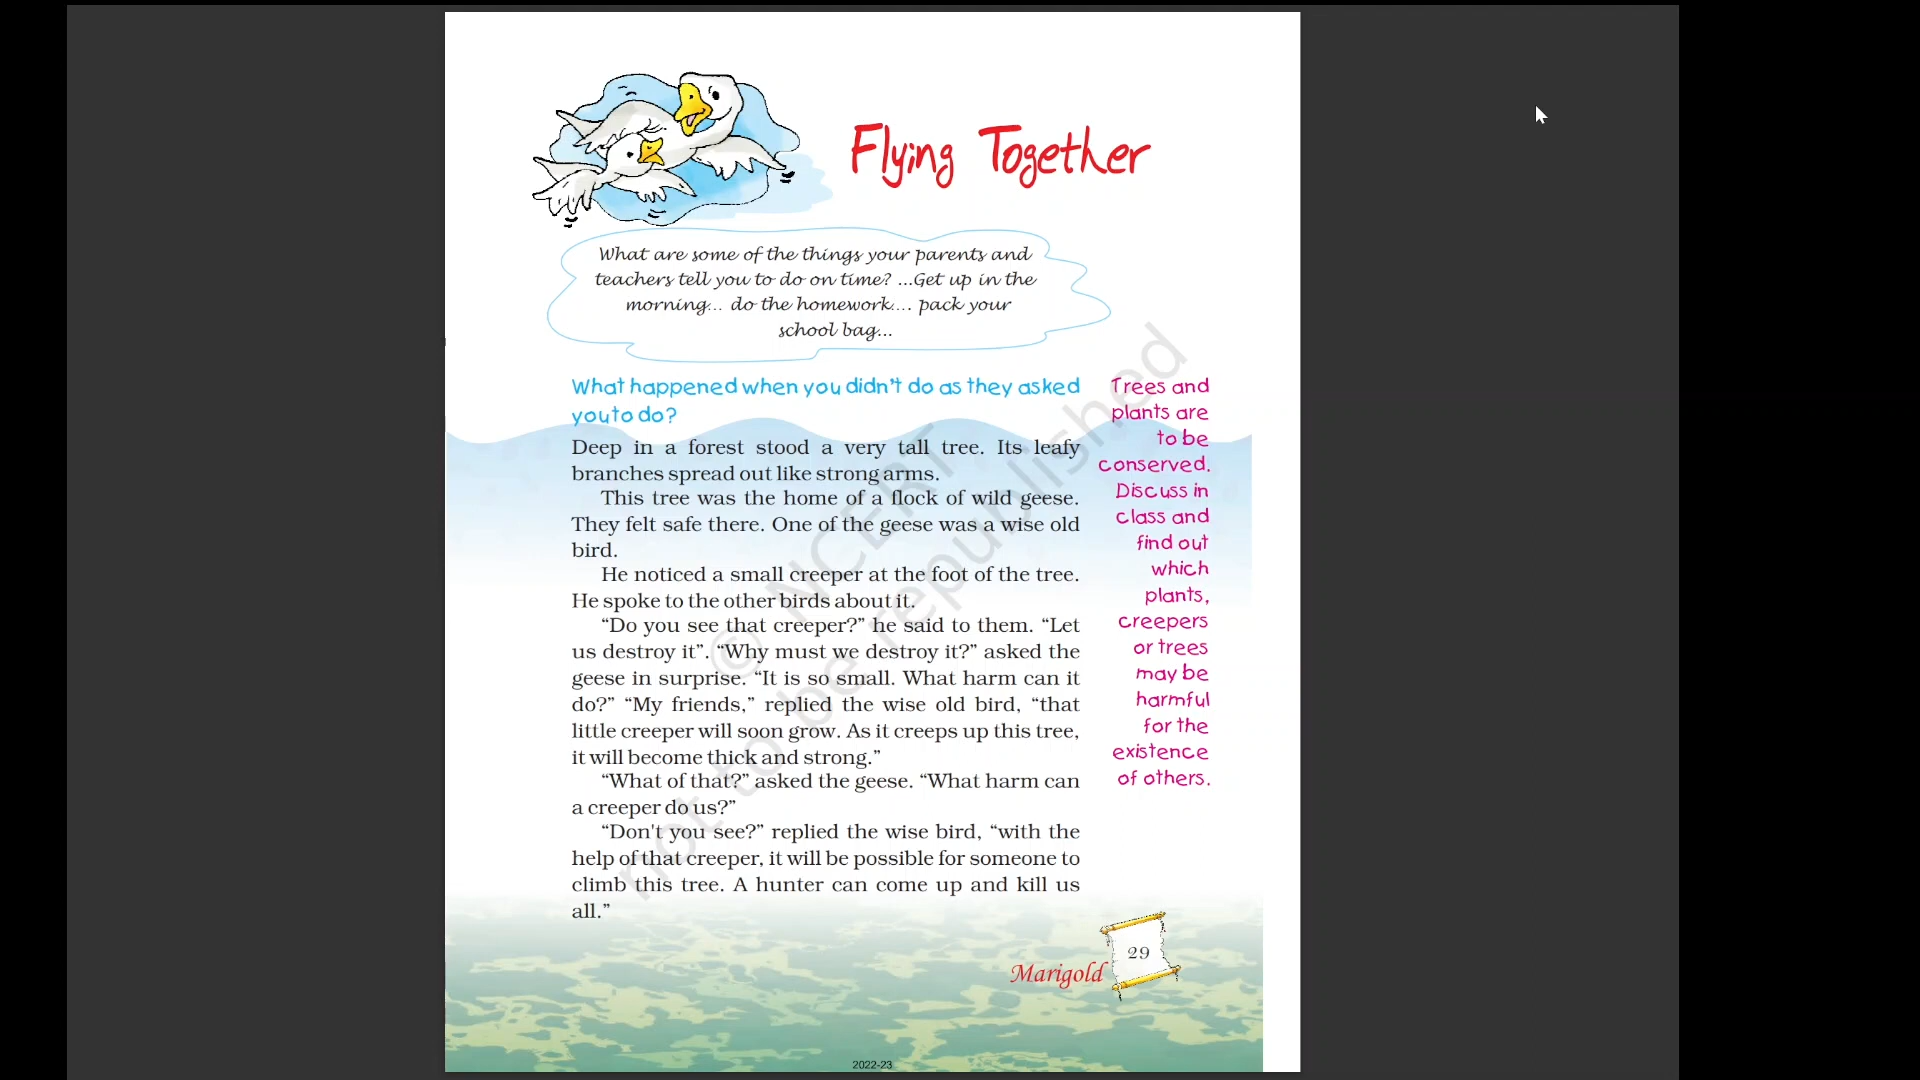 Flying Together
What are some of the things your parents and
teachers tell you to do on time? ...Get up in the
morning... do the homework.... pack your
school bag...
What happened when you didn't do as they asked
you to do?
Deep in a forest stood a very tall tree. Its leafy
branches spread out like strong arms.
This tree was the home of a flock of wild geese.
They felt safe there. One of the geese was a wise old
bird.
He noticed a small creeper at the foot of the tree.
He spoke to the other birds about it.
“Do you see that creeper?” he said to them. “Let
us destroy it”. “Why must we destroy it?” asked the
geese in surprise. “It is so small. What harm can it
do?” “My friends,” replied the wise old bird, “that
little creeper will soon grow. As it creeps up this tree,
it will become thick and strong.”
“What of that?” asked the geese. “What harm can
a creeper do us?”
“Don't you see?” replied the wise bird, “with the
help of that creeper, it will be possible for someone to
climb this tree. A hunter can come up and kill us
all.”
Trees and
plants are
to be
conserved.
Discuss in
class and
find out
which
plants,
creepers
or trees
may be
harmful
for the
existence
of others.
© NCERT
not to be republished
Marigold
29
2022-23